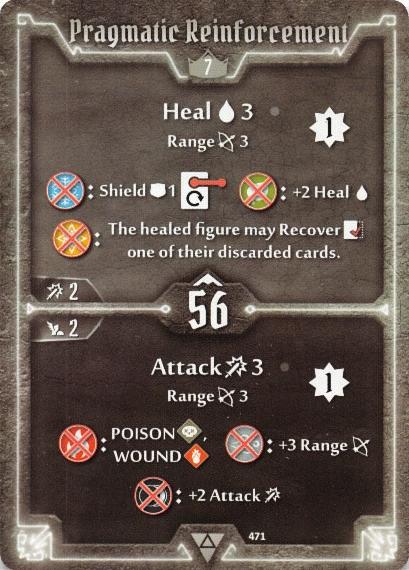 Pragmatic Reinforcement
7
Heal 3
Range 3
1
: Shield 1
: +2 Heal
: The healed figure may Recover
one of their discarded cards.
2
56
2
Attack 3
Range 3
1
: POISON ,
WOUND
: +3 Range
: +2 Attack
471